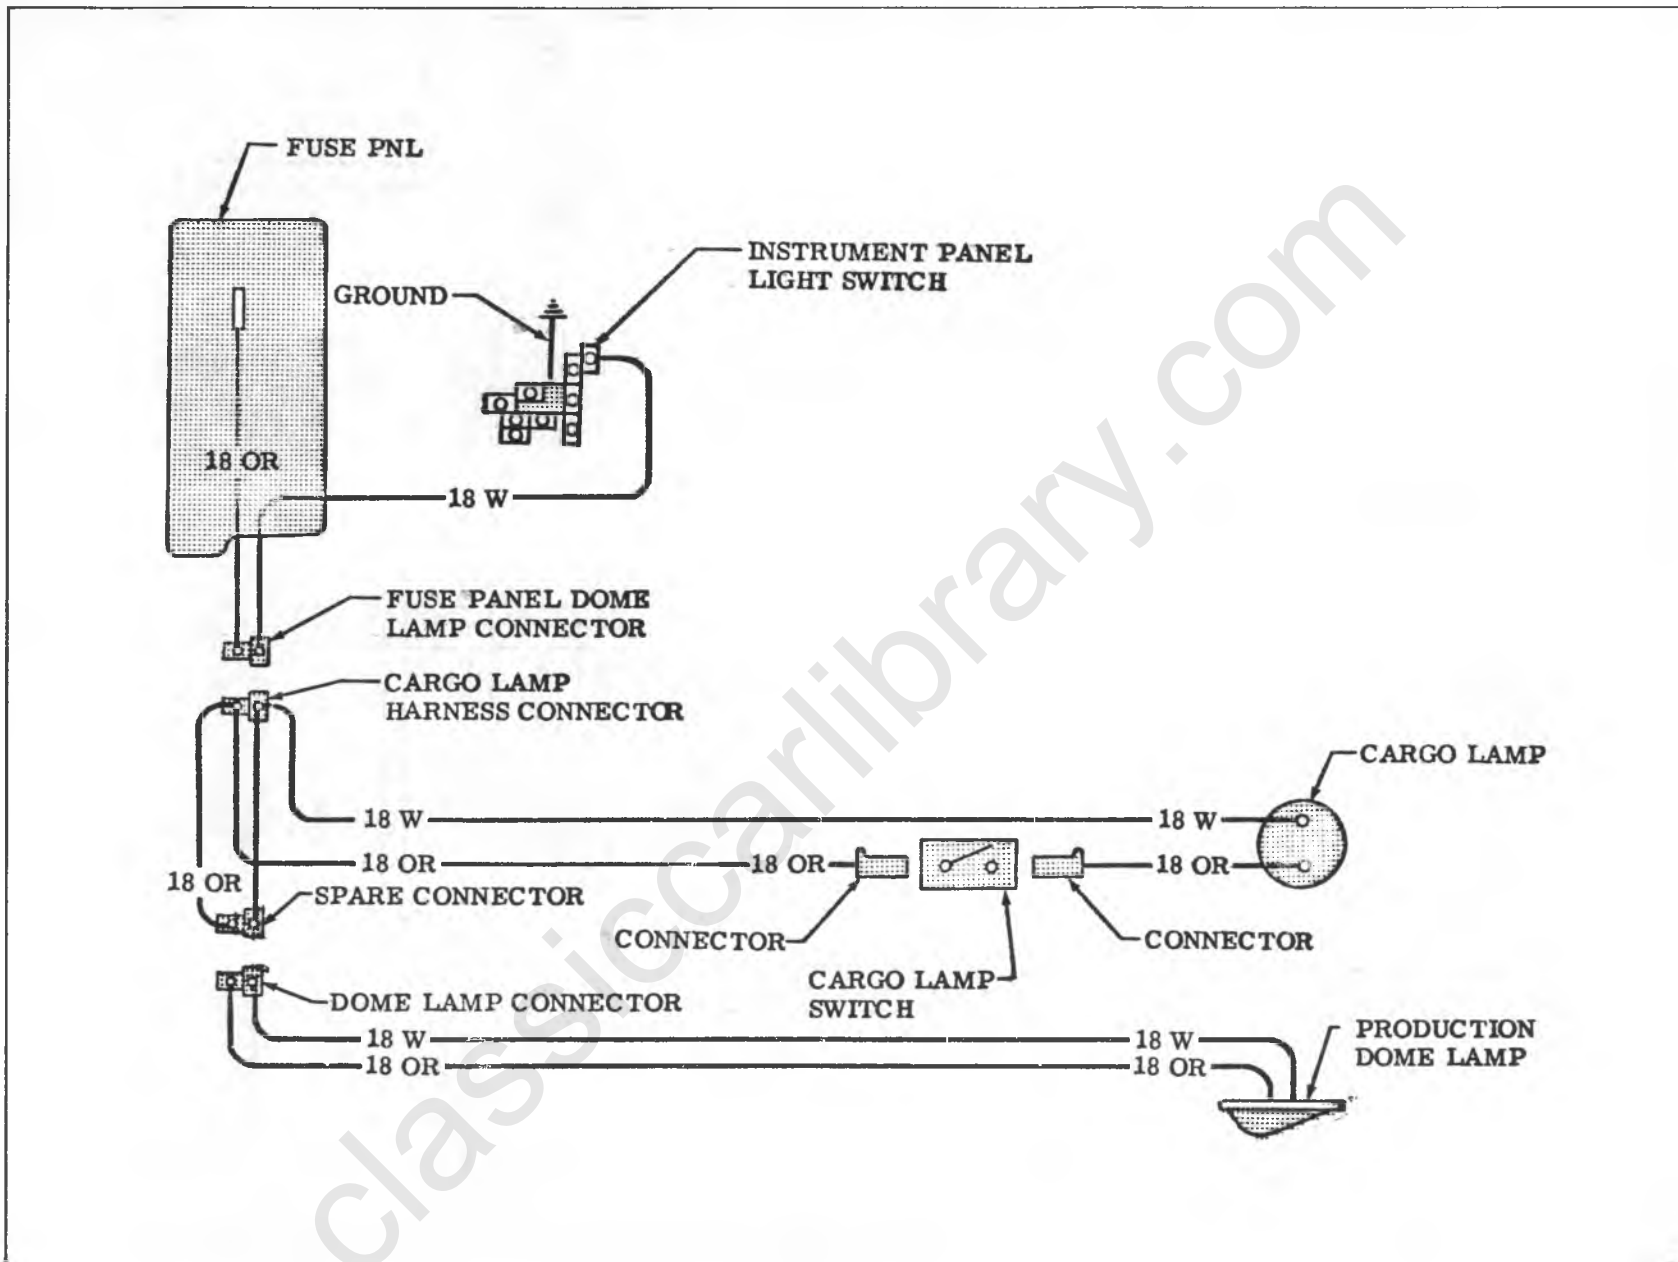 FUSE PNL
INSTRUMENT PANEL
LIGHT SWITCH
GROUND
18 OR
18 W
FUSE PANEL DOME
LAMP CONNECTOR
CARGO LAMP
HARNESS CONNECTOR
CARGO LAMP
18 W
18 W
18 OR
18 OR
18 OR
18 OR
SPARE CONNECTOR
CONNECTOR
CONNECTOR
CARGO LAMP
SWITCH
DOME LAMP CONNECTOR
18 W
18 W
18 OR
18 OR
PRODUCTION
DOME LAMP
classiccarlibrary.com